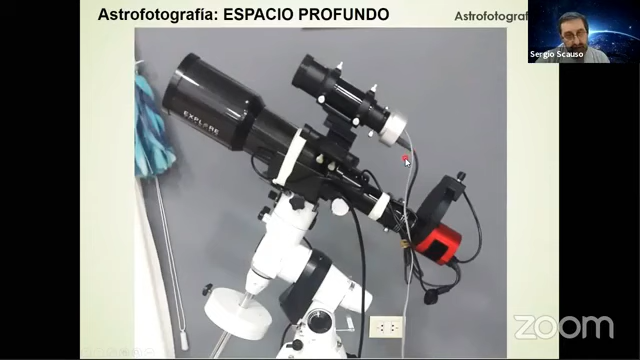 Astrofotografía: ESPACIO PROFUNDO
Astrofotograf
Sergio Scauso
EXPLORE
zoom